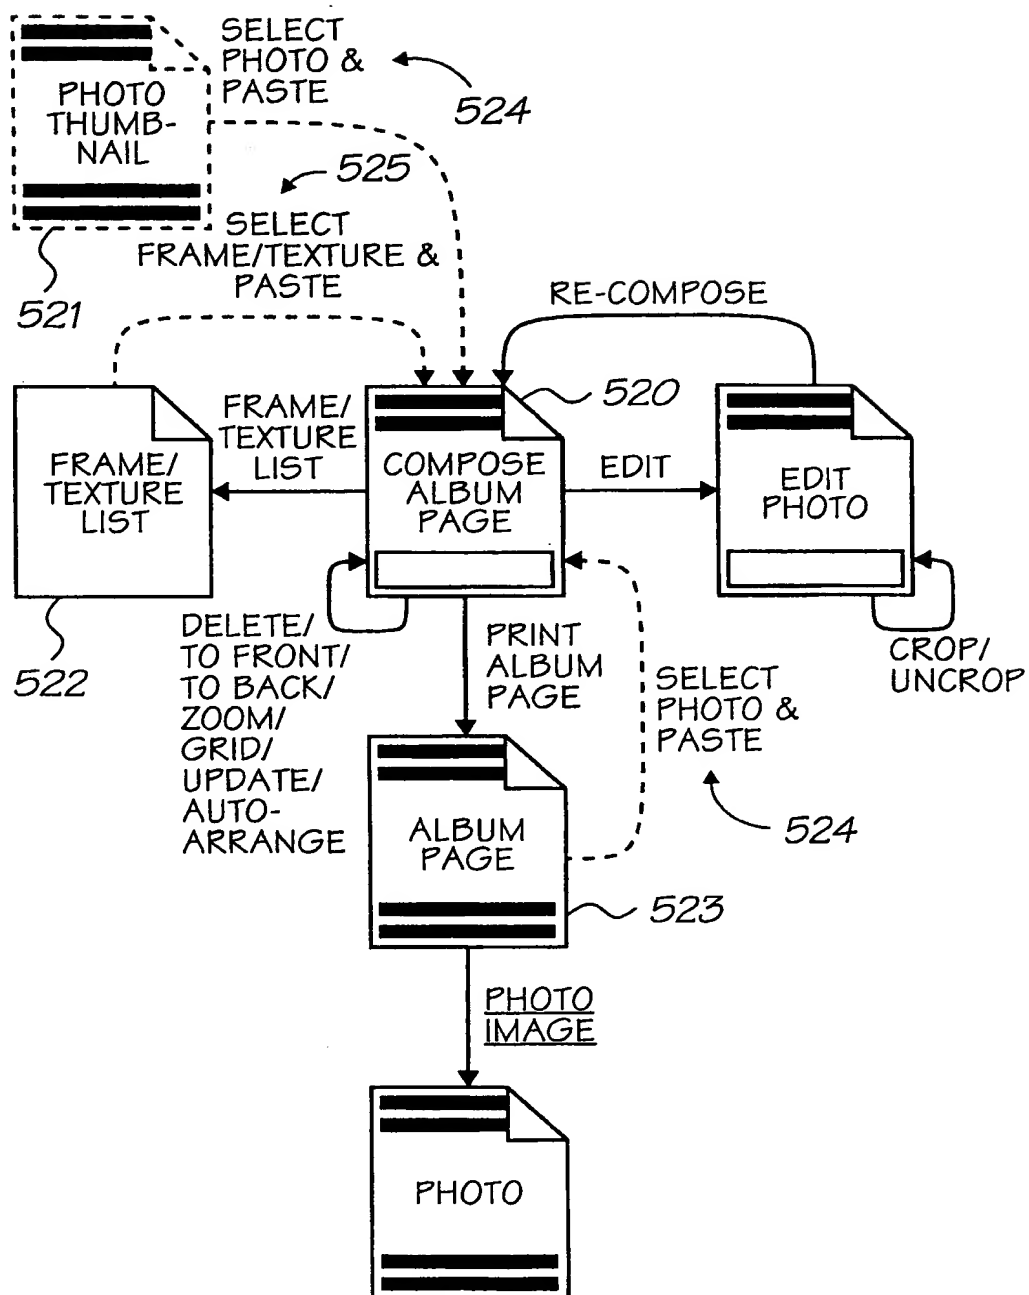 SELECT
PHOTO &
PASTE
524
PHOTO
THUMB-
NAIL
525
SELECT
FRAME/TEXTURE &
PASTE
521
RE-COMPOSE
520
FRAME/
TEXTURE
LIST
FRAME/
TEXTURE
LIST
COMPOSE
ALBUM
PAGE
EDIT
EDIT
PHOTO
522
DELETE/
TO FRONT/
TO BACK/
ZOOM/
GRID/
UPDATE/
AUTO-
ARRANGE
PRINT
ALBUM
PAGE
SELECT
PHOTO &
PASTE
CROP/
UNCROP
524
ALBUM
PAGE
523
PHOTO
IMAGE
PHOTO